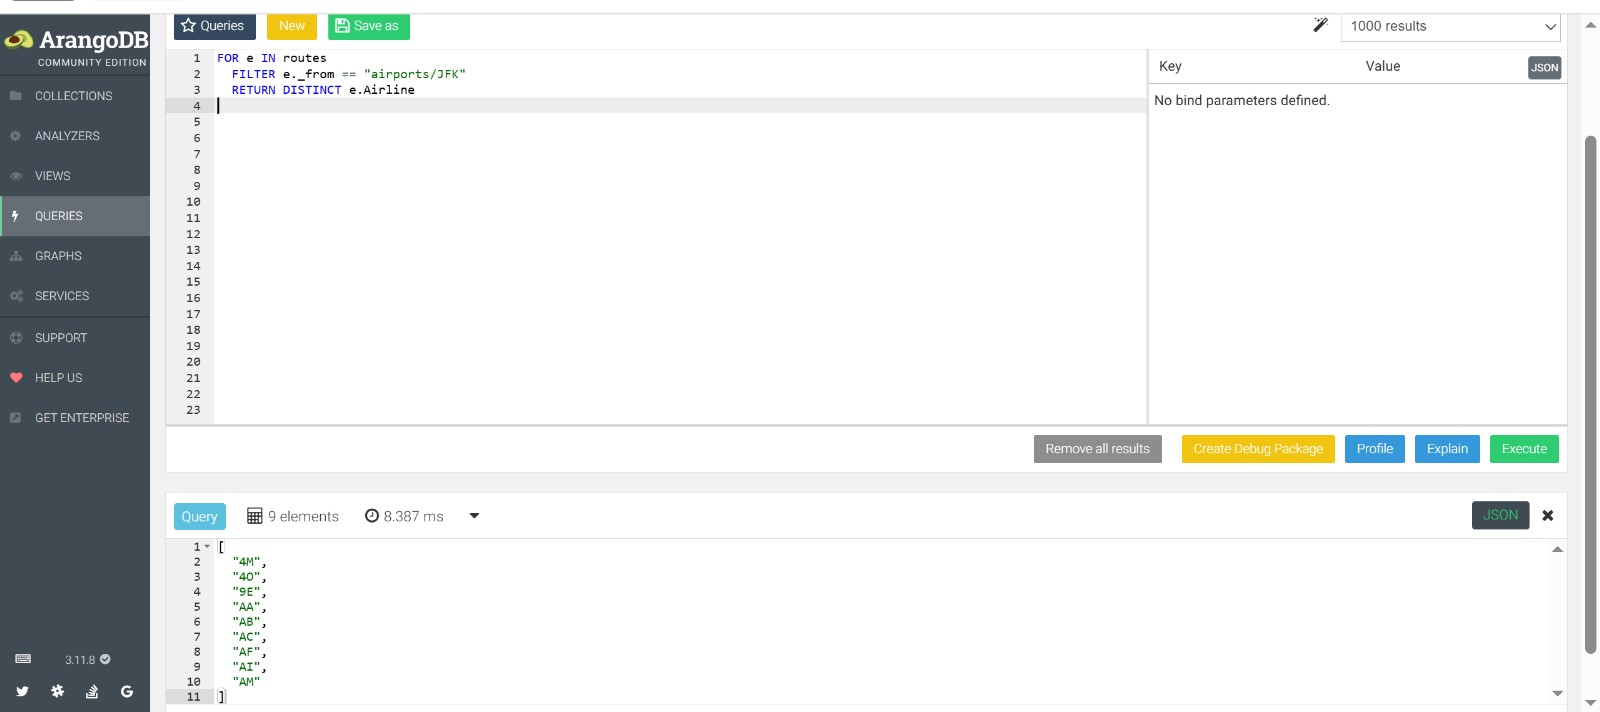 ArangoDB
COMMUNITY EDITION
COLLECTIONS
ANALYZERS
VIEWS
QUERIES
GRAPHS
SERVICES
SUPPORT
HELP US
GET ENTERPRISE
3.11.8
Queries New Save as 1000 results
1 FOR e IN routes
2 FILTER e._from == "airports/JFK"
3 RETURN DISTINCT e.Airline
4
5
6
7
8
9
10
11
12
13
14
15
16
17
18
19
20
21
22
23
Key Value JSON
No bind parameters defined.
Remove all results Create Debug Package Profile Explain Execute
Query 9 elements 8.387 ms JSON
1 [
2 "4M",
3 "4O",
4 "9E",
5 "AA",
6 "AB",
7 "AC",
8 "AF",
9 "AI",
10 "AM"
11 ]